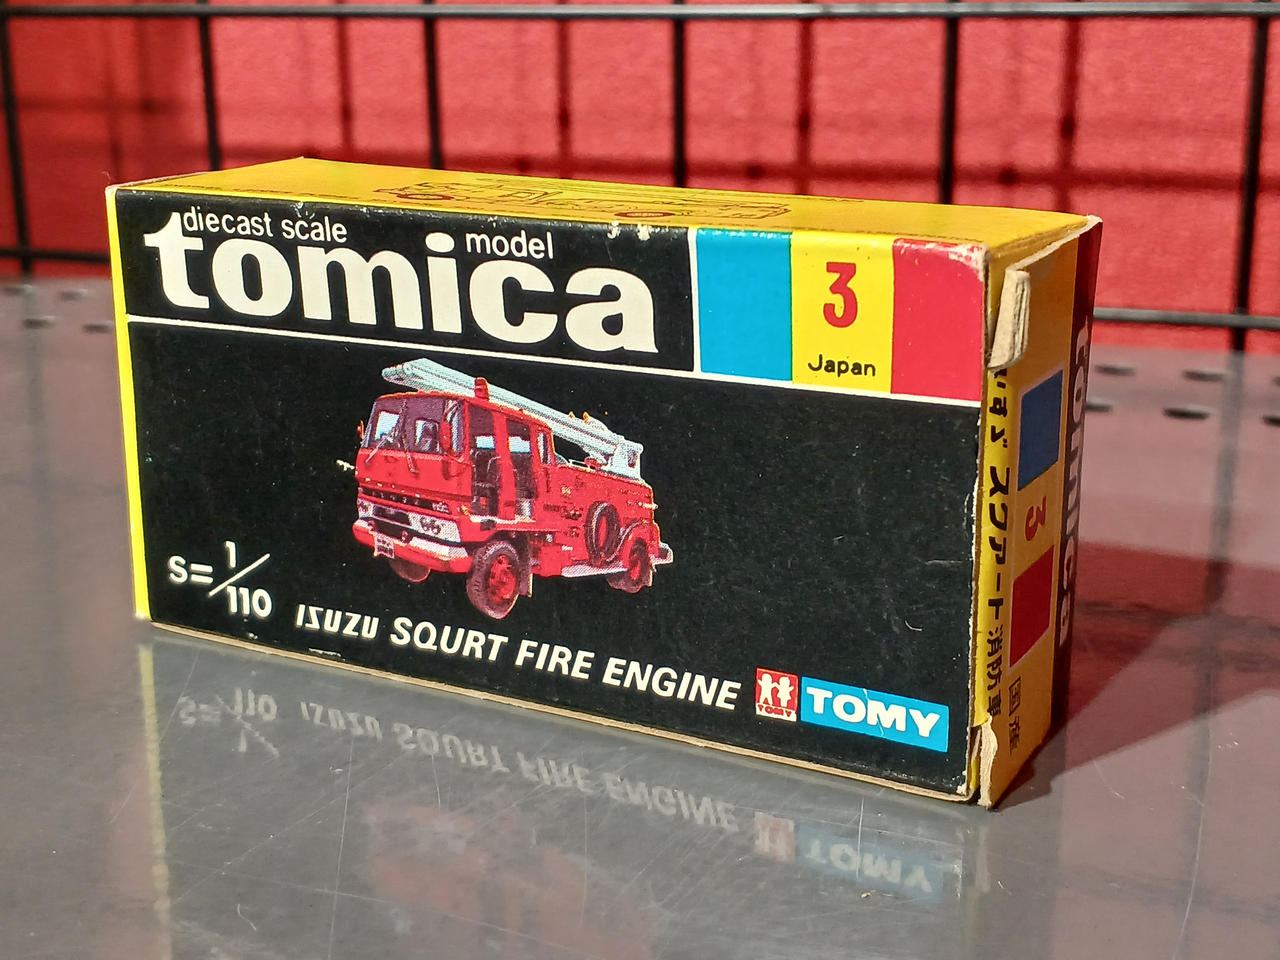 diecast scale
model
tomica
3
Japan
S=1/110
ISUZU SQURT FIRE ENGINE
TOMY
TOMY
いすゞ スクアート消防車
国産
3
tomica